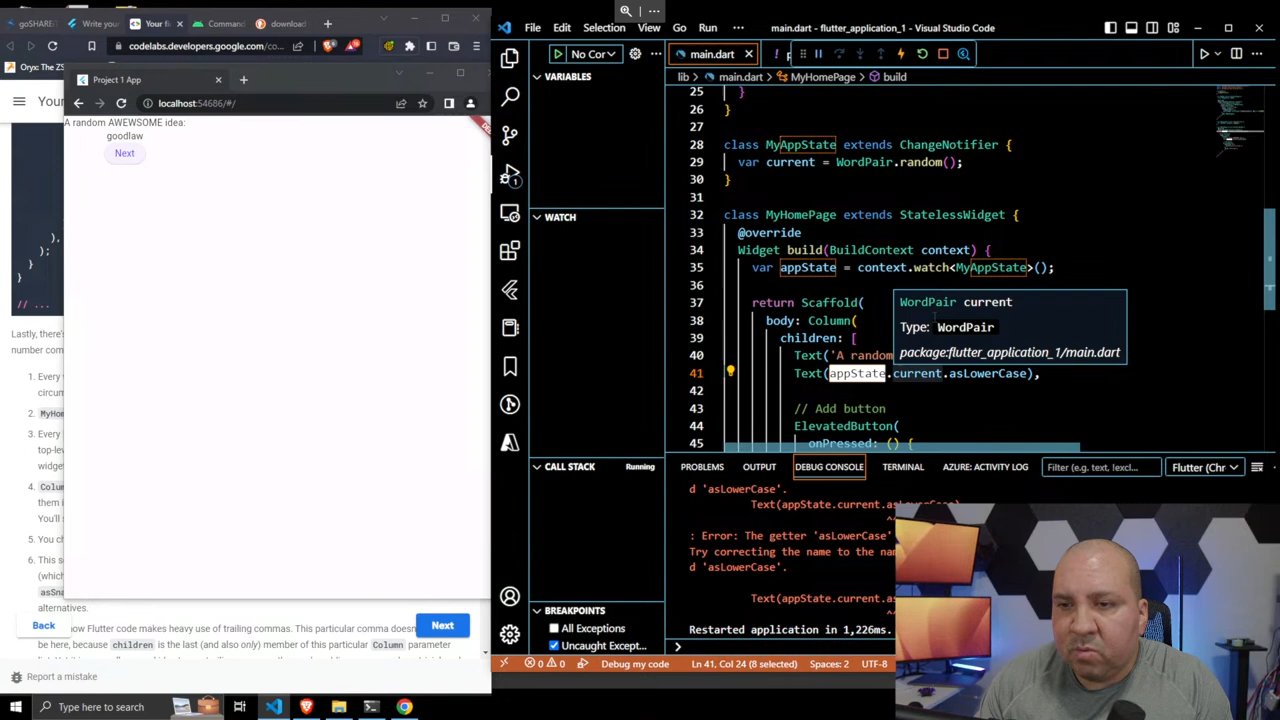 goSHARE
Write your
Your fl
Command
download
codelabs.developers.google.com/co
Oryx: The S
Project 1 App
You
localhost:54686/#/
A random AWEWSOME idea:
goodlaw
Next
),
);
}
}
// ...
Lastly, there's
number com
1. Every
circum
2. MyHom
3. Every
top-lev
widget
4. Colum
them i
You'll s
5. You ch
6. This s
(whic
asSna
alternatives.
Back
Next
ow Flutter code makes heavy use of trailing commas. This particular comma doesn
be here, because children is the last (and also only) member of this particular Column parameter
Report a mistake
Type here to search
File Edit Selection View Go Run ···
main.dart - flutter_application_1 - Visual Studio Code
No Cor
main.dart
lib > main.dart > MyHomePage > build
VARIABLES
WATCH
CALL STACK
Running
BREAKPOINTS
All Exceptions
Uncaught Except...
25 }
26 }
27
28 class MyAppState extends ChangeNotifier {
29 var current = WordPair.random();
30 }
31
32 class MyHomePage extends StatelessWidget {
33 @override
34 Widget build(BuildContext context) {
35 var appState = context.watch<MyAppState>();
36
37 return Scaffold(
38 body: Column(
39 children: [
40 Text('A random
41 Text(appState.current.asLowerCase),
42
43 // Add button
44 ElevatedButton(
45 onPressed: () {
WordPair current
Type: WordPair
package:flutter_application_1/main.dart
PROBLEMS OUTPUT DEBUG CONSOLE TERMINAL AZURE: ACTIVITY LOG
Filter (e.g. text, !excl...
Flutter (Chr
d 'asLowerCase'.
Text(appState.current.asLowerCase)
^^
: Error: The getter 'asLowerCase'
Try correcting the name to the nam
d 'asLowerCase'.
Text(appState.current.as
^^
Restarted application in 1,226ms.
0 0 Debug my code
Ln 41, Col 24 (8 selected) Spaces: 2 UTF-8